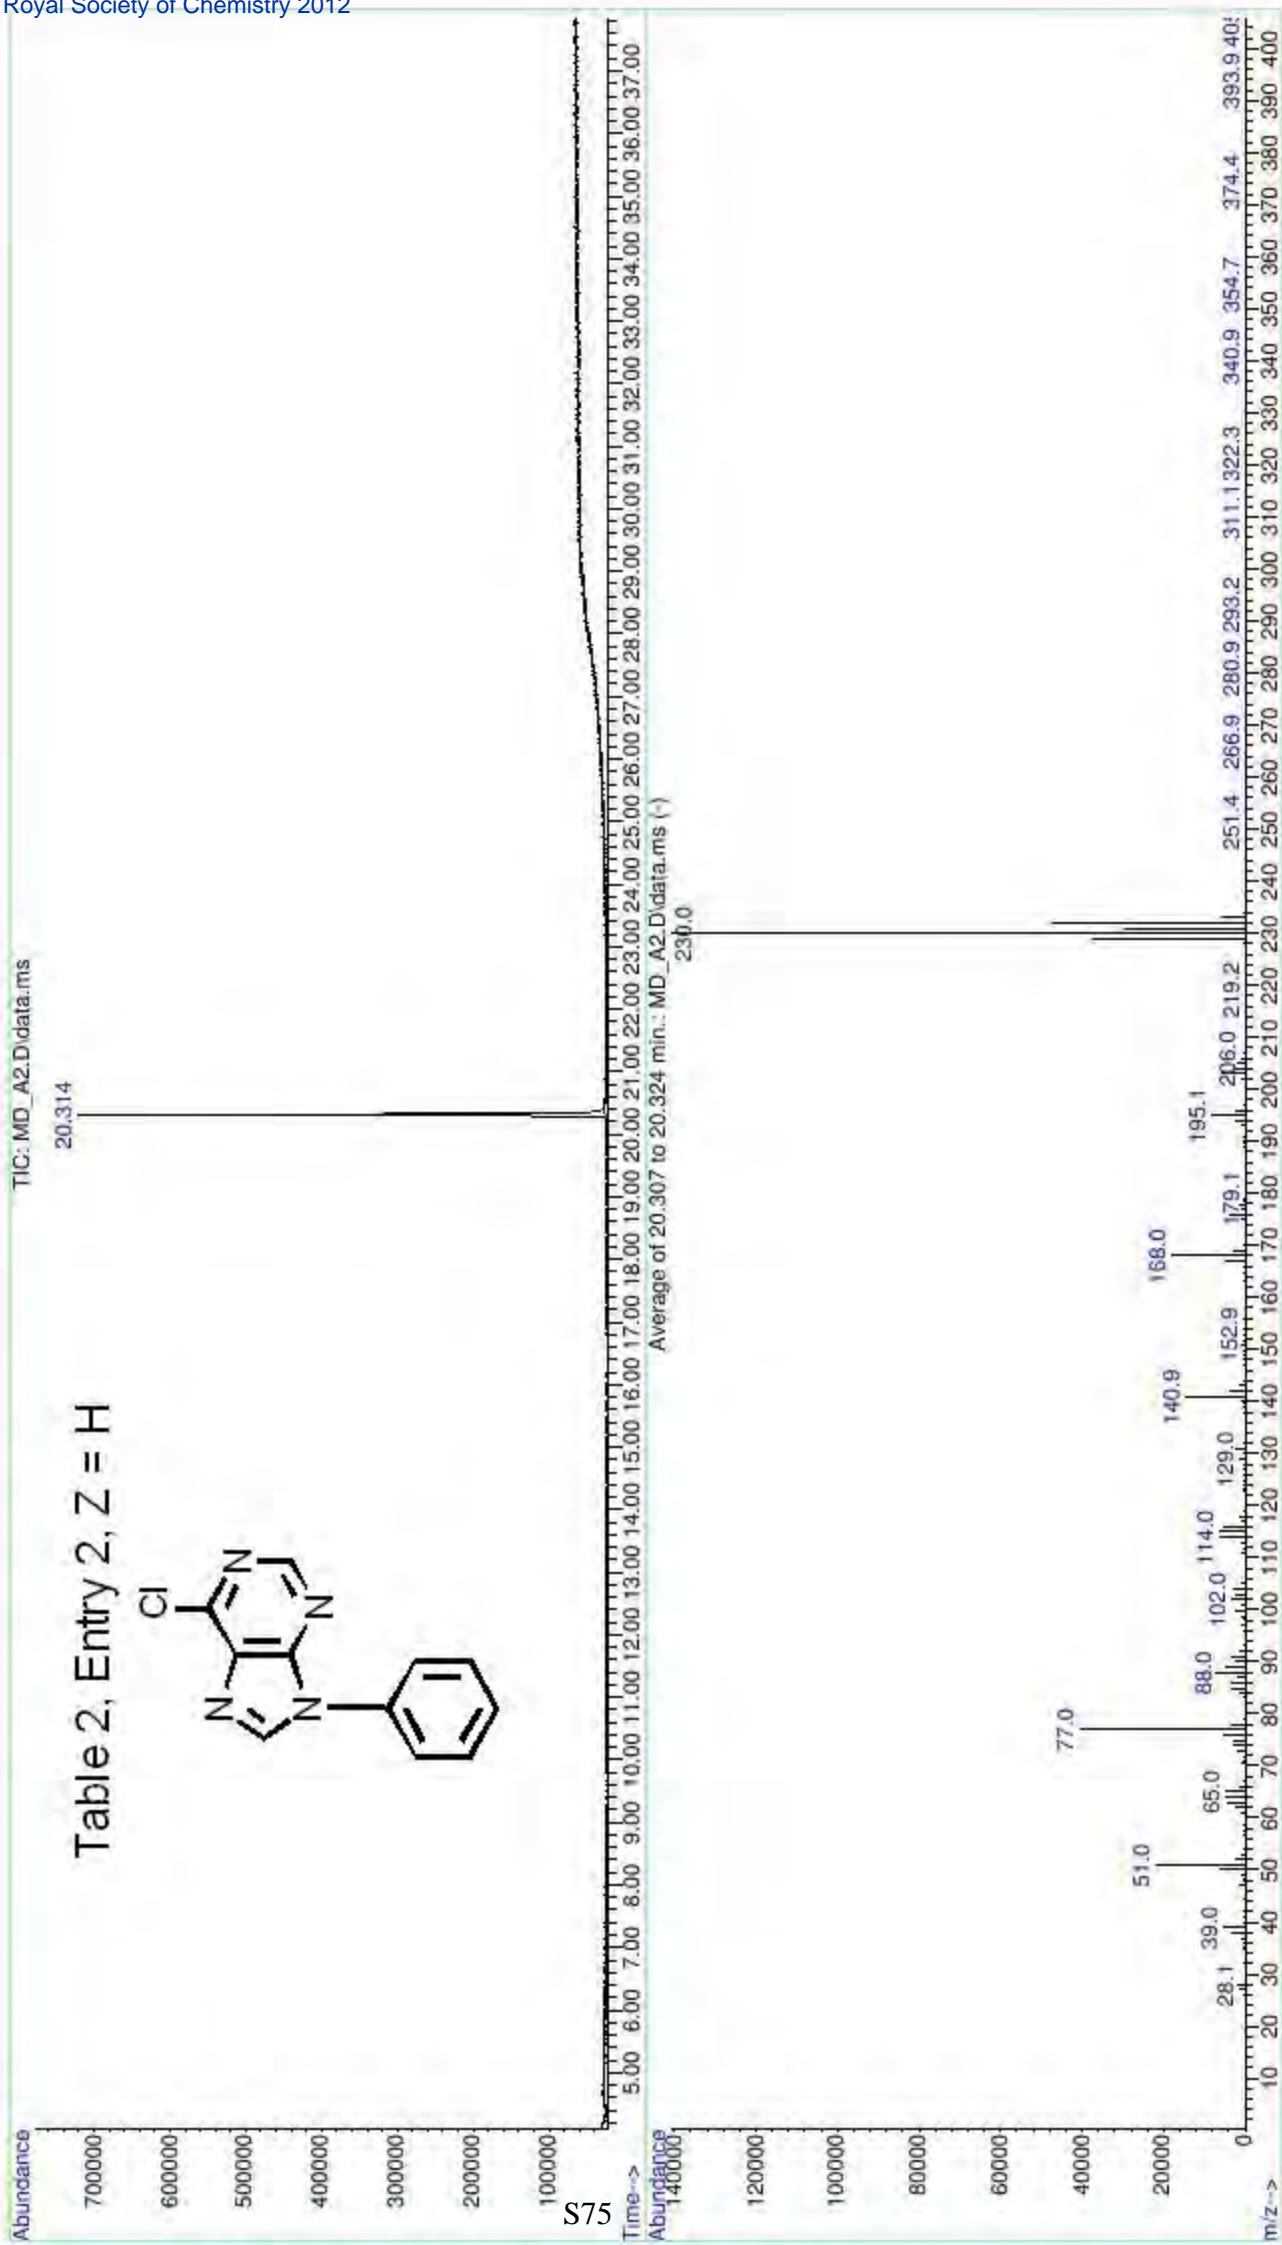 Royal Society of Chemistry 2012
Abundance
TIC: MD_A2.D\data.ms
20.314
Table 2, Entry 2, Z = H
Cl
N
N
N
N
700000
600000
500000
400000
300000
200000
100000
Time-->
5.00 6.00 7.00 8.00 9.00 10.00 11.00 12.00 13.00 14.00 15.00 16.00 17.00 18.00 19.00 20.00 21.00 22.00 23.00 24.00 25.00 26.00 27.00 28.00 29.00 30.00 31.00 32.00 33.00 34.00 35.00 36.00 37.00
Abundance
Average of 20.307 to 20.324 min.: MD_A2.D\data.ms (-)
230.0
140000
120000
100000
80000
60000
40000
20000
0
28.1 39.0 51.0 65.0 77.0 88.0 102.0 114.0 129.0 140.9 152.9 168.0 179.1 195.1 206.0 219.2 251.4 266.9 280.9 293.2 311.1 322.3 340.9 354.7 374.4 393.9
m/z-->
10 20 30 40 50 60 70 80 90 100 110 120 130 140 150 160 170 180 190 200 210 220 230 240 250 260 270 280 290 300 310 320 330 340 350 360 370 380 390 400
S75